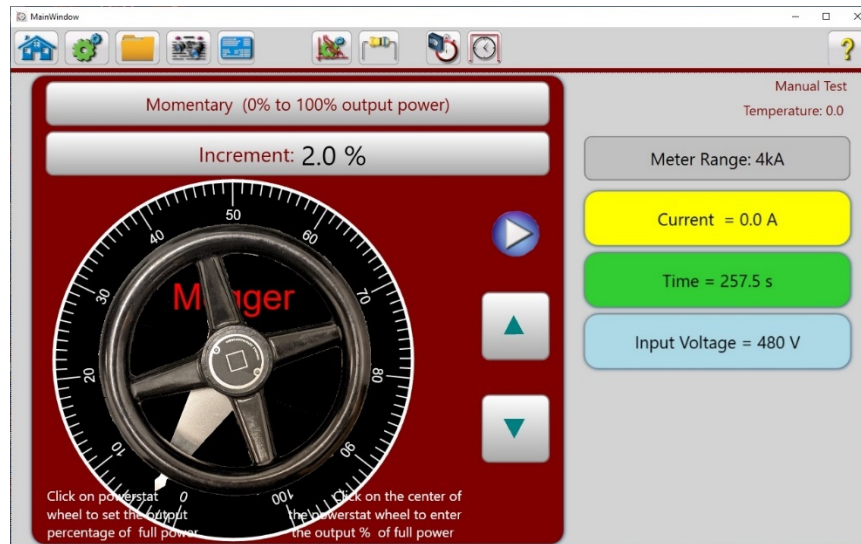 MainWindow
Momentary (0% to 100% output power)
Increment: 2.0 %
Manual Test
Temperature: 0.0
Meter Range: 4kA
Current = 0.0 A
Time = 257.5 s
Input Voltage = 480 V
Megger
0
10
20
30
40
50
60
70
80
90
100
Click on powerstat
wheel to set the output
percentage of full power
Click on the center of
the powerstat wheel to enter
the output % of full power